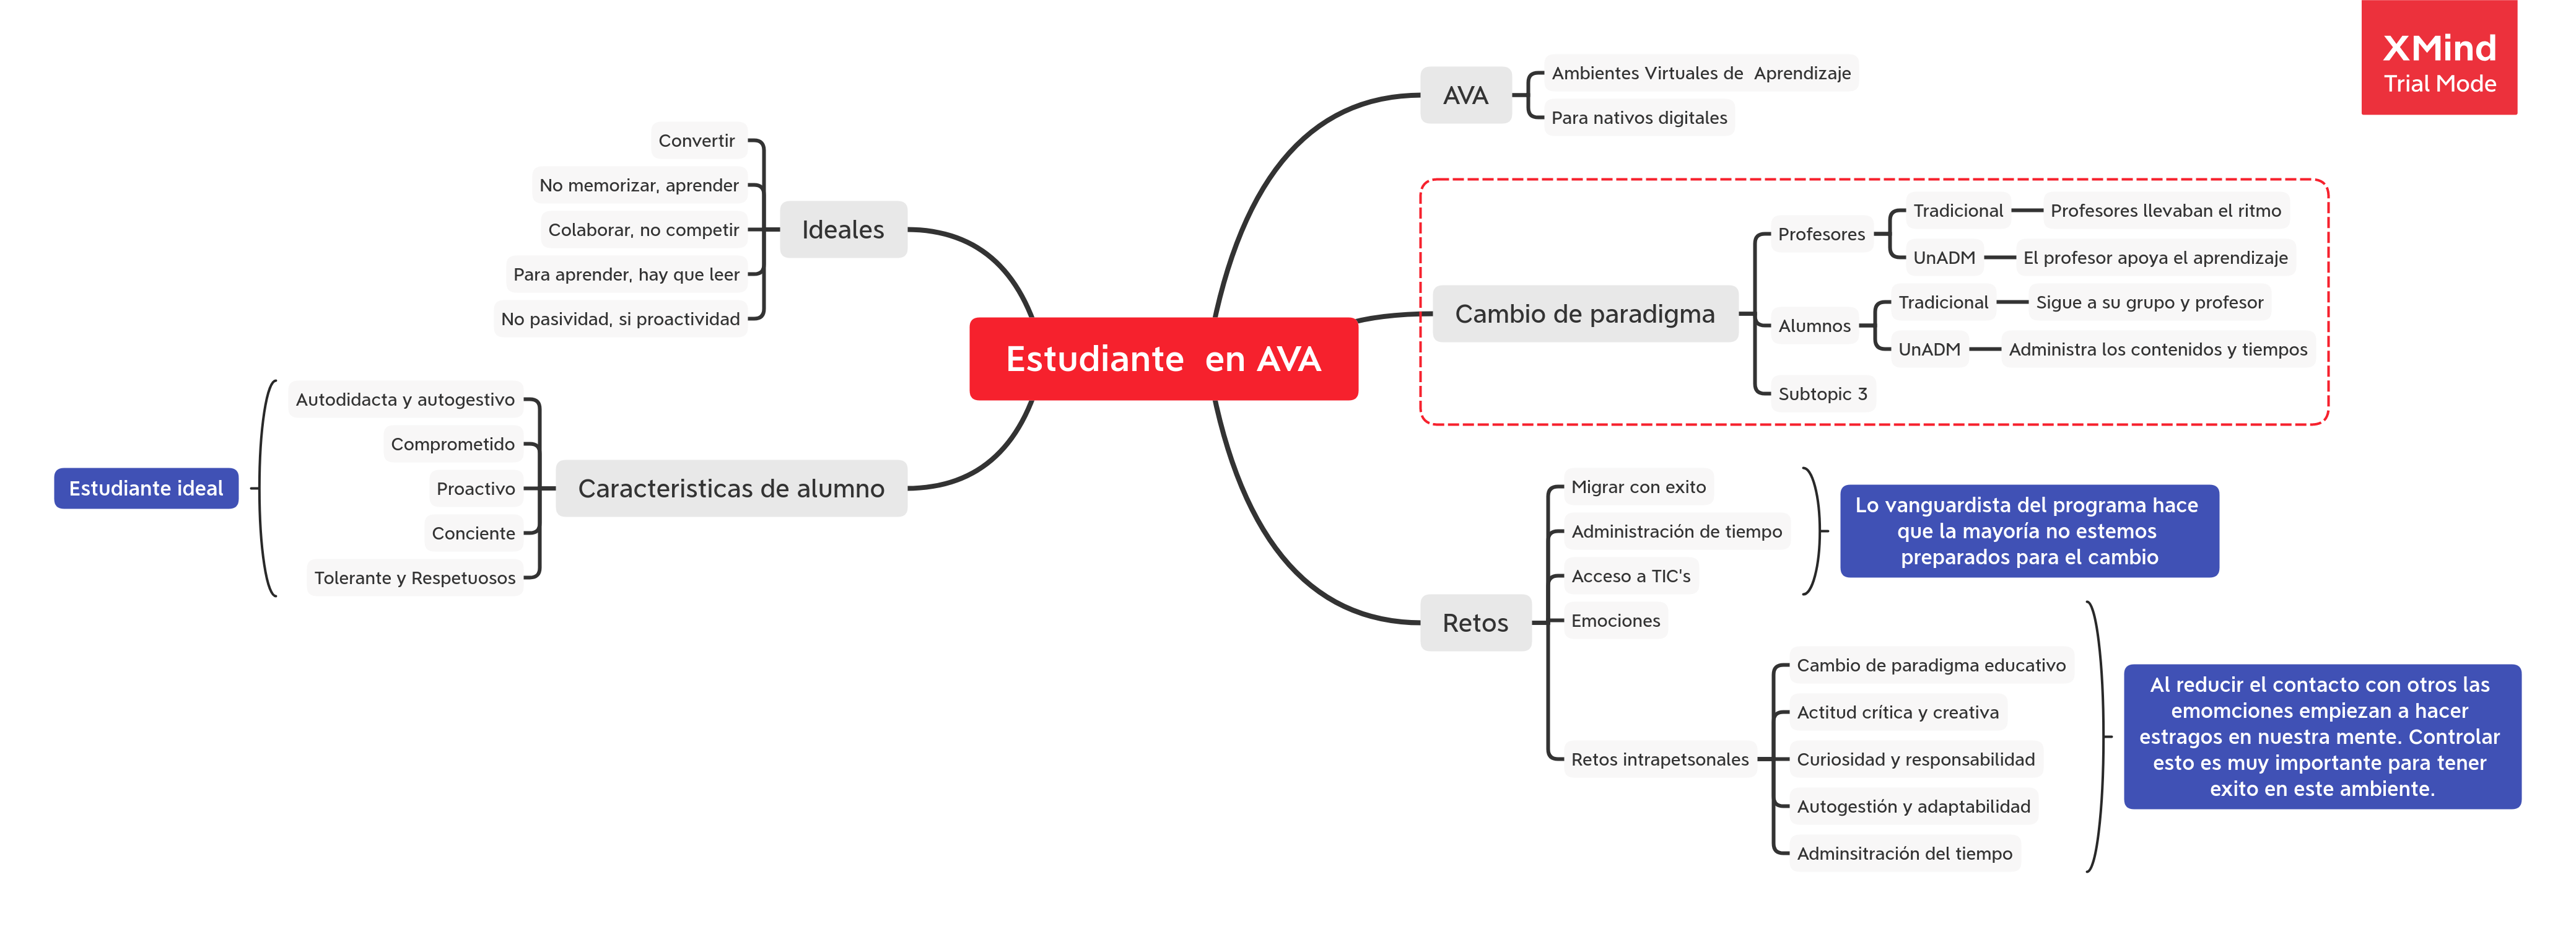 XMind
Trial Mode
Estudiante  en AVA
AVA
Ambientes Virtuales de  Aprendizaje
Para nativos digitales
Cambio de paradigma
Profesores
Tradicional
Profesores llevaban el ritmo
UnADM
El profesor apoya el aprendizaje
Alumnos
Tradicional
Sigue a su grupo y profesor
UnADM
Administra los contenidos y tiempos
Subtopic 3
Retos
Migrar con exito
Administración de tiempo
Acceso a TIC's
Lo vanguardista del programa hace
que la mayoría no estemos
preparados para el cambio
Emociones
Retos intrapetsonales
Cambio de paradigma educativo
Actitud crítica y creativa
Curiosidad y responsabilidad
Autogestión y adaptabilidad
Adminsitración del tiempo
Al reducir el contacto con otros las
emomciones empiezan a hacer
estragos en nuestra mente. Controlar
esto es muy importante para tener
exito en este ambiente.
Ideales
Convertir
No memorizar, aprender
Colaborar, no competir
Para aprender, hay que leer
No pasividad, si proactividad
Caracteristicas de alumno
Autodidacta y autogestivo
Comprometido
Proactivo
Conciente
Tolerante y Respetuosos
Estudiante ideal